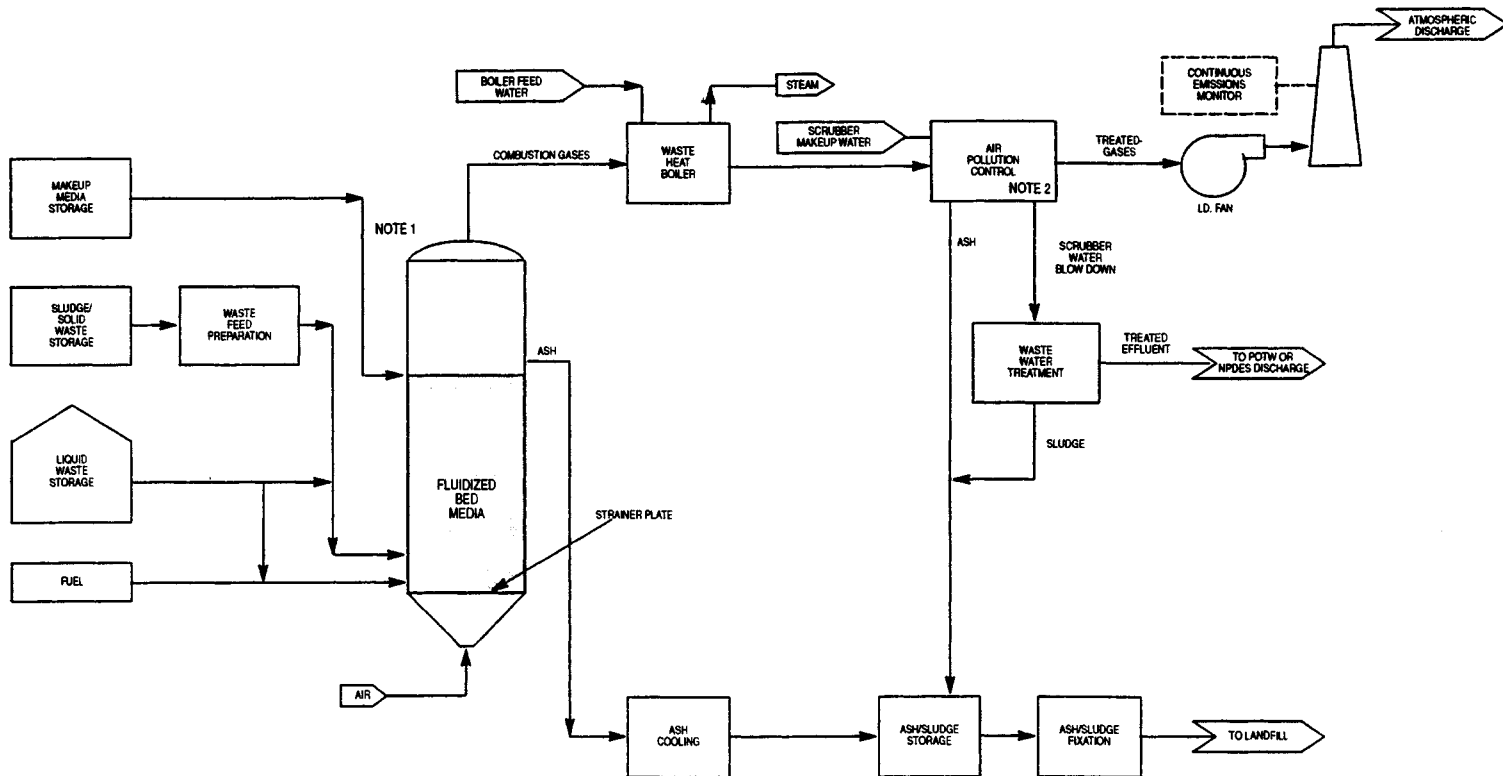 ATMOSPHERIC
DISCHARGE
CONTINUOUS
EMISSIONS
MONITOR
BOILER FEED
WATER
STEAM
SCRUBBER
MAKEUP WATER
WASTE
HEAT
BOILER
AIR
POLLUTION
CONTROL
NOTE 2
TREATED-
GASES
I.D. FAN
COMBUSTION GASES
MAKEUP
MEDIA
STORAGE
NOTE 1
ASH
SCRUBBER
WATER
BLOW DOWN
SLUDGE/
SOLID
WASTE
STORAGE
WASTE
FEED
PREPARATION
ASH
WASTE
WATER
TREATMENT
TREATED
EFFLUENT
TO POTW OR
NPDES DISCHARGE
SLUDGE
LIQUID
WASTE
STORAGE
FLUIDIZED
BED
MEDIA
STRAINER PLATE
FUEL
AIR
ASH
COOLING
ASH/SLUDGE
STORAGE
ASH/SLUDGE
FIXATION
TO LANDFILL